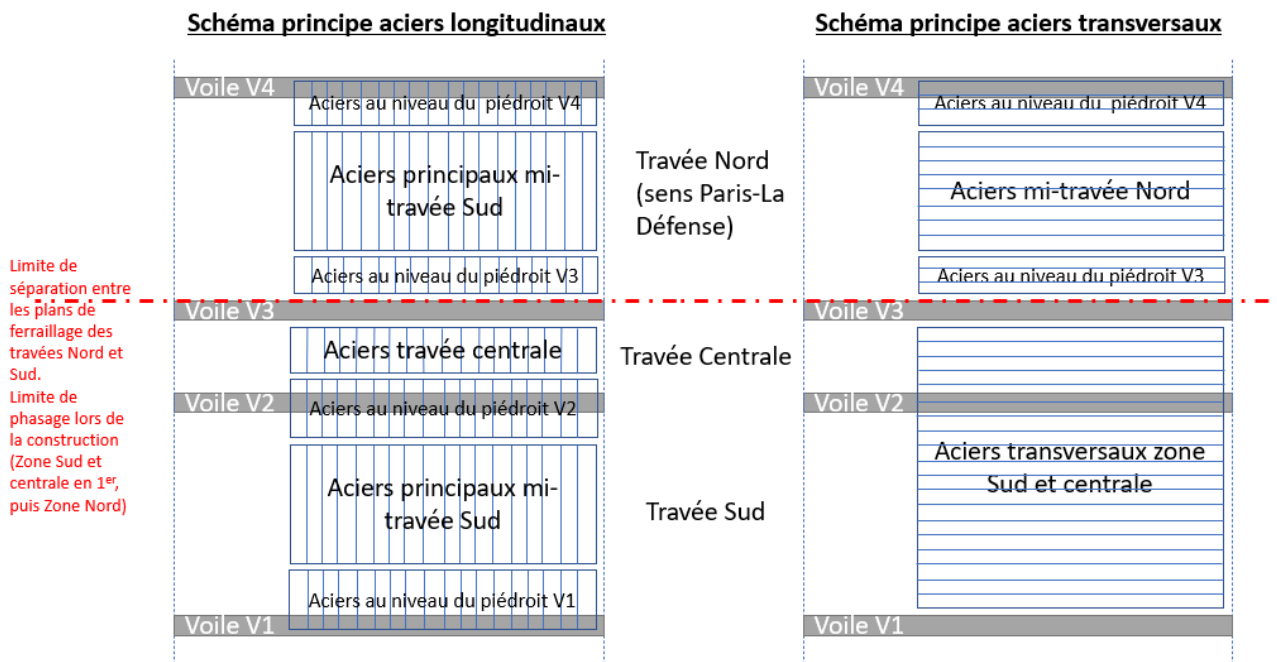 Schéma principe aciers longitudinaux
Voile V4
Aciers au niveau du piédroit V4
Aciers principaux mi-
travée Sud
Aciers au niveau du piédroit V3
Voile V3
Aciers travée centrale
Voile V2
Aciers au niveau du piédroit V2
Aciers principaux mi-
travée Sud
Aciers au niveau du piédroit V1
Voile V1
Limite de
séparation entre
les plans de
ferraillage des
travées Nord et
Sud.
Limite de
phasage lors de
la construction
(Zone Sud et
centrale en 1er,
puis Zone Nord)
Travée Nord
(sens Paris-La
Défense)
Travée Centrale
Travée Sud
Schéma principe aciers transversaux
Voile V4
Aciers au niveau du piédroit V4
Aciers mi-travée Nord
Aciers au niveau du piédroit V3
Voile V3
Voile V2
Aciers transversaux zone
Sud et centrale
Voile V1